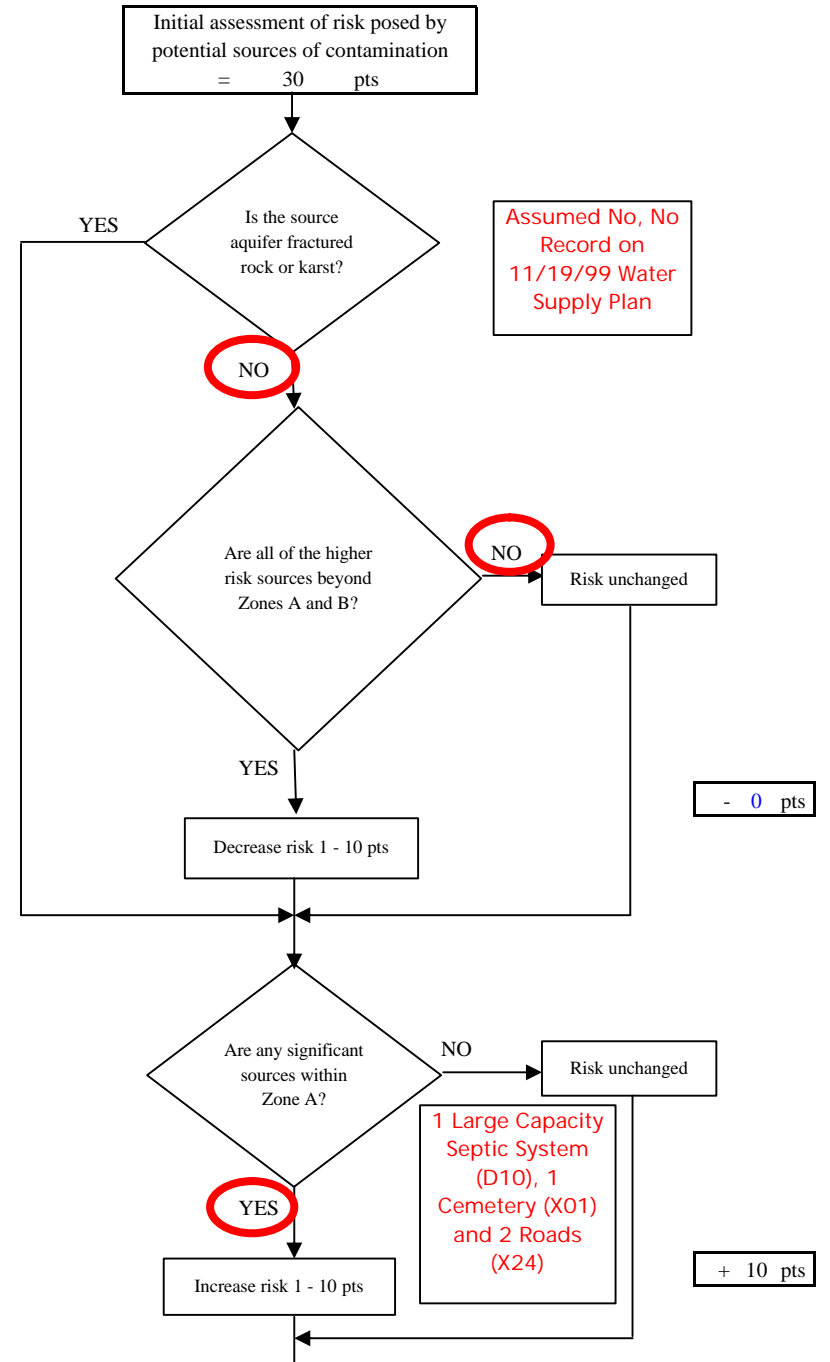 Initial assessment of risk posed by
potential sources of contamination
= 30 pts
YES
Is the source
aquifer fractured
rock or karst?
Assumed No, No
Record on
11/19/99 Water
Supply Plan
NO
Are all of the higher
risk sources beyond
Zones A and B?
NO
Risk unchanged
YES
- 0 pts
Decrease risk 1 - 10 pts
Are any significant
sources within
Zone A?
NO
Risk unchanged
1 Large Capacity
Septic System
(D10), 1
Cemetery (X01)
and 2 Roads
(X24)
YES
Increase risk 1 - 10 pts
+ 10 pts